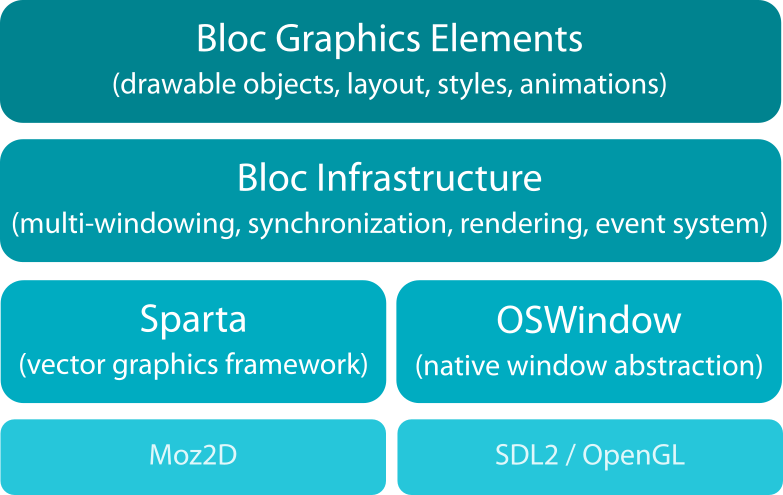 Bloc Graphics Elements
(drawable objects, layout, styles, animations)
Bloc Infrastructure
(multi-windowing, synchronization, rendering, event system)
Sparta
(vector graphics framework)
OSWindow
(native window abstraction)
Moz2D
SDL2 / OpenGL